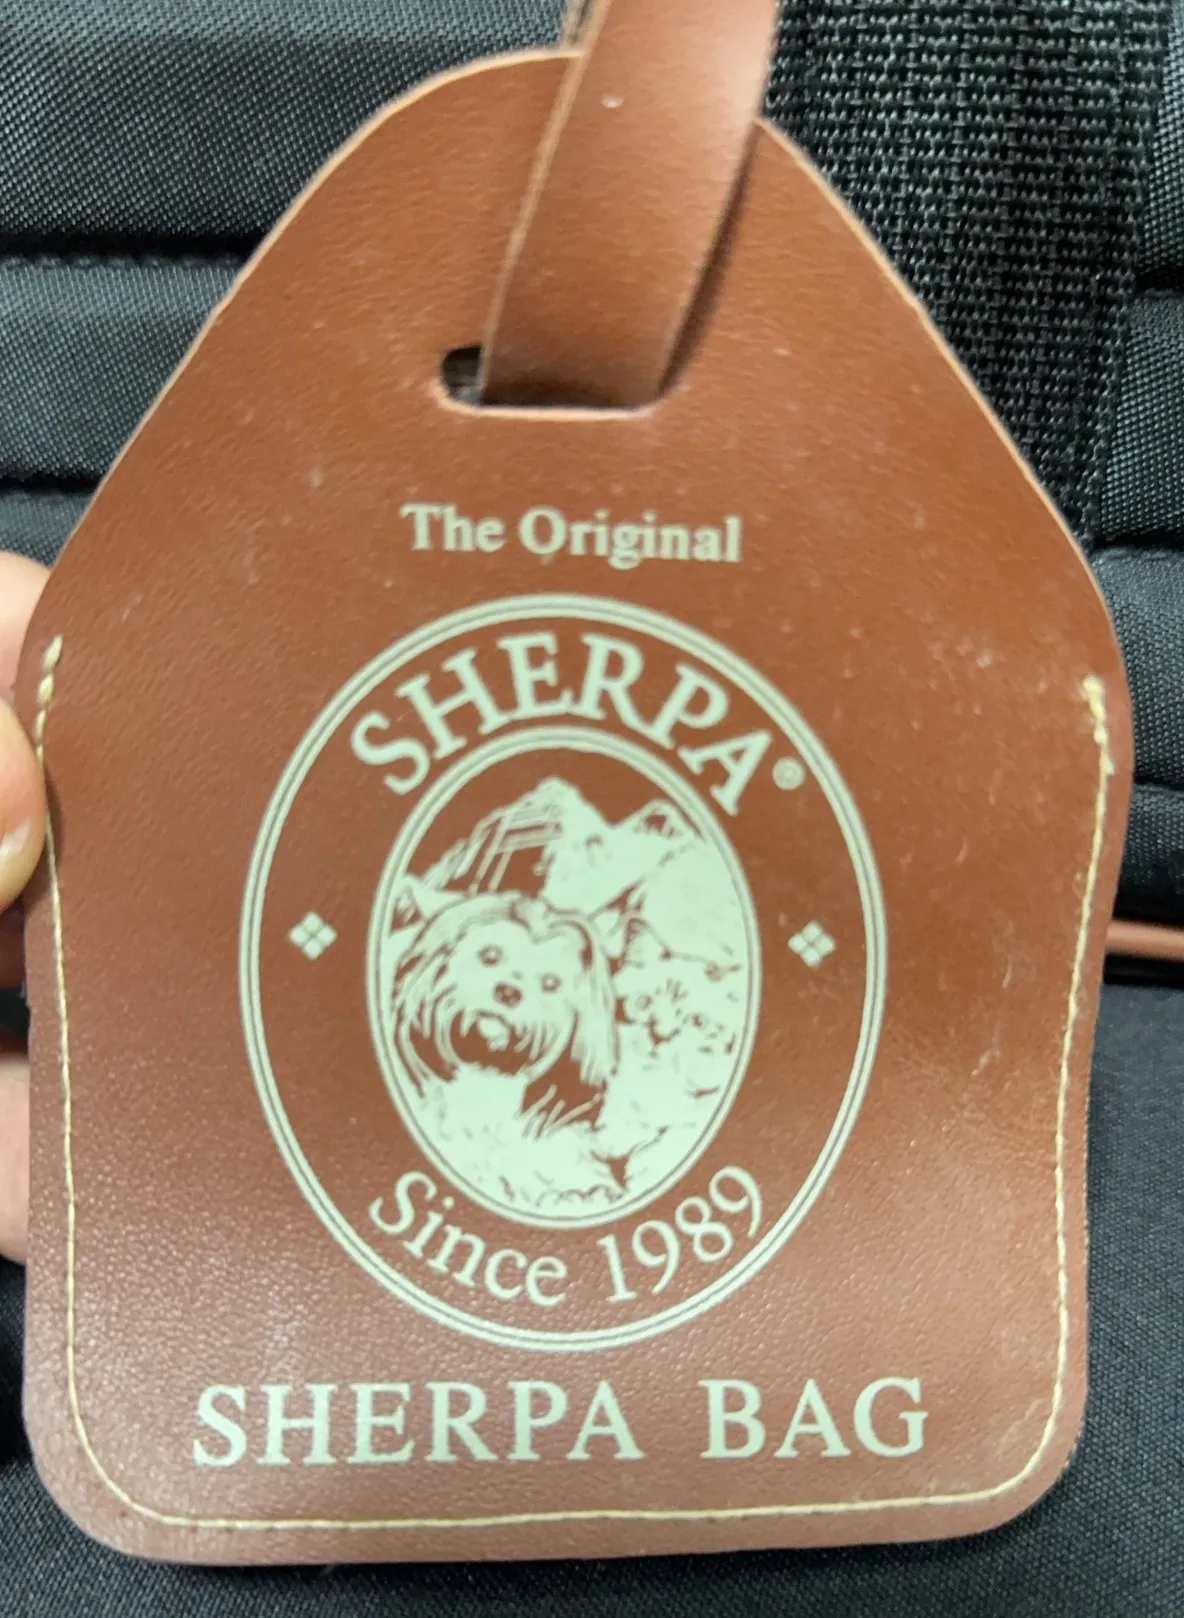 The Original
SHERPA®
Since 1989
SHERPA BAG